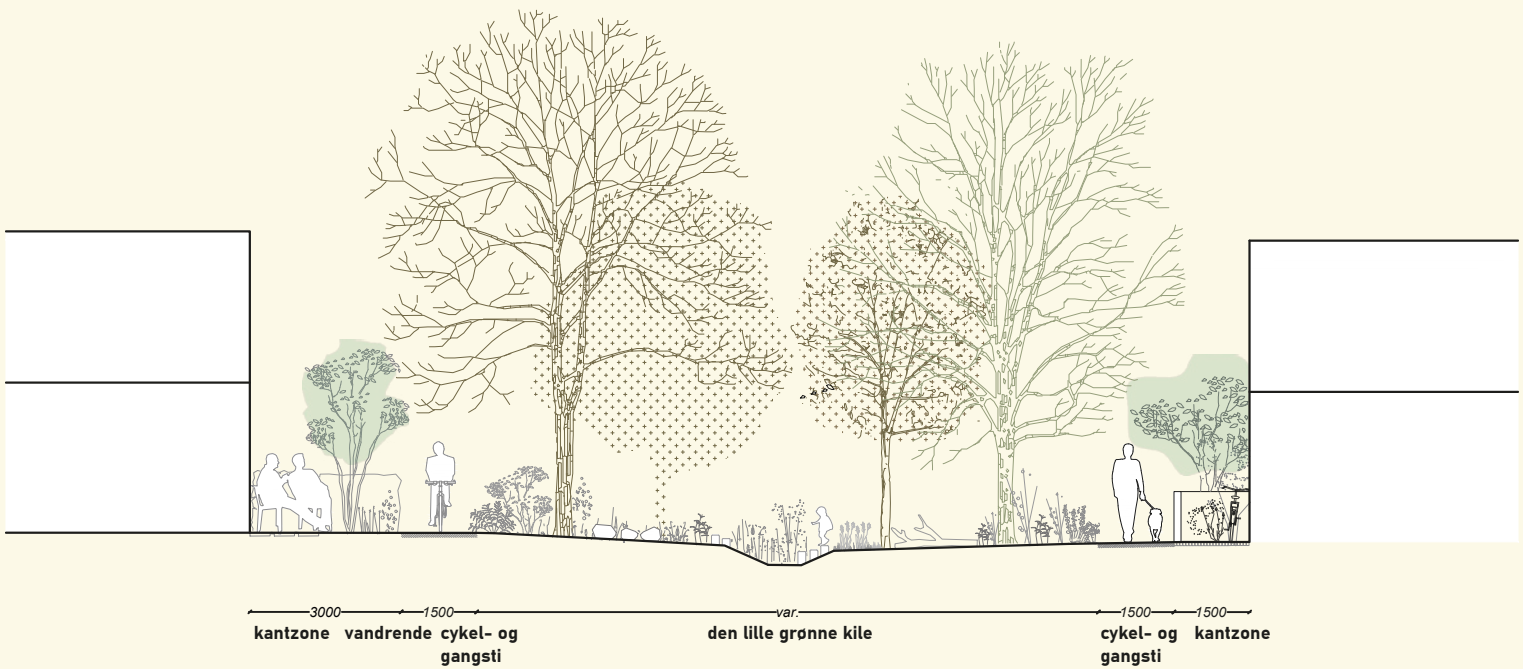 3000 1500 var. 1500 1500
kantzone vandrende cykel- og den lille grønne kile cykel- og kantzone
gangsti gangsti